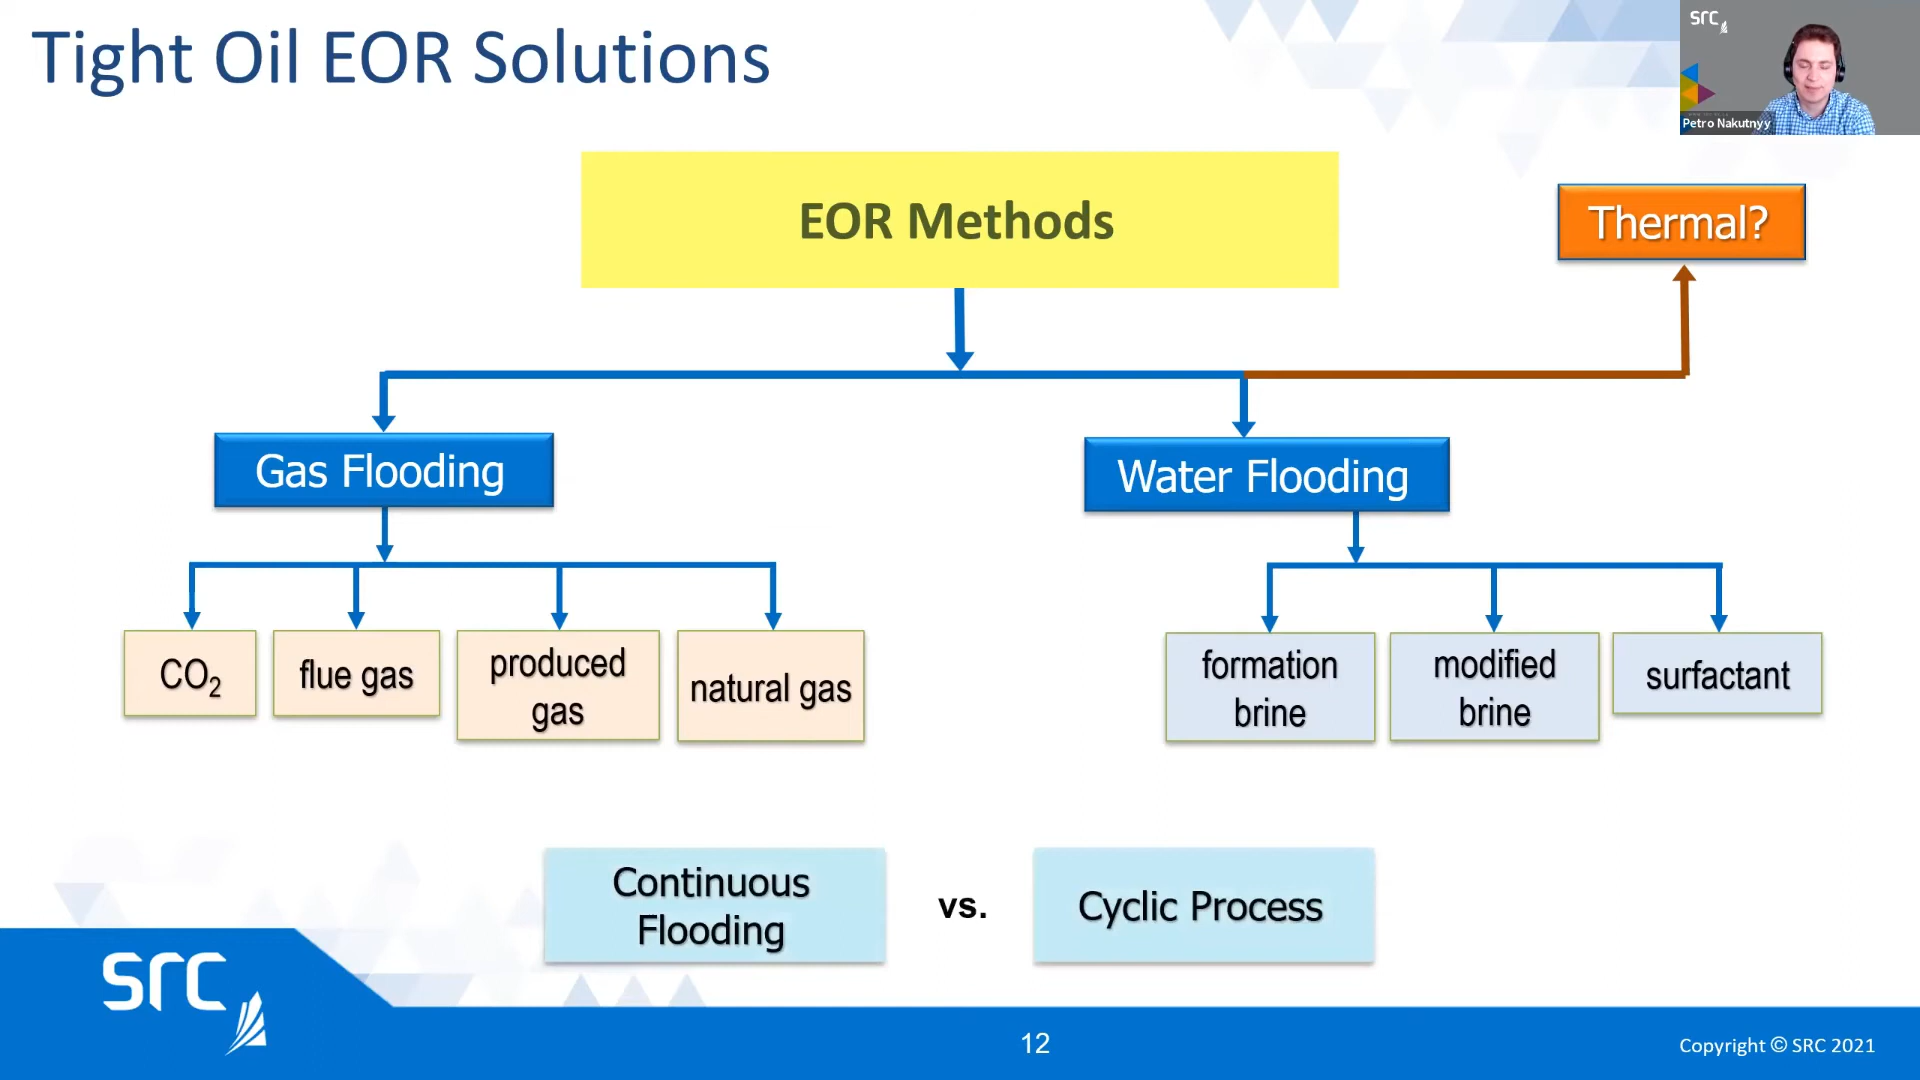 Tight Oil EOR Solutions
src
Petro Nakutnyy
EOR Methods
Thermal?
Gas Flooding
Water Flooding
CO₂
flue gas
produced
gas
natural gas
formation
brine
modified
brine
surfactant
Continuous
Flooding
vs.
Cyclic Process
src
12
Copyright © SRC 2021